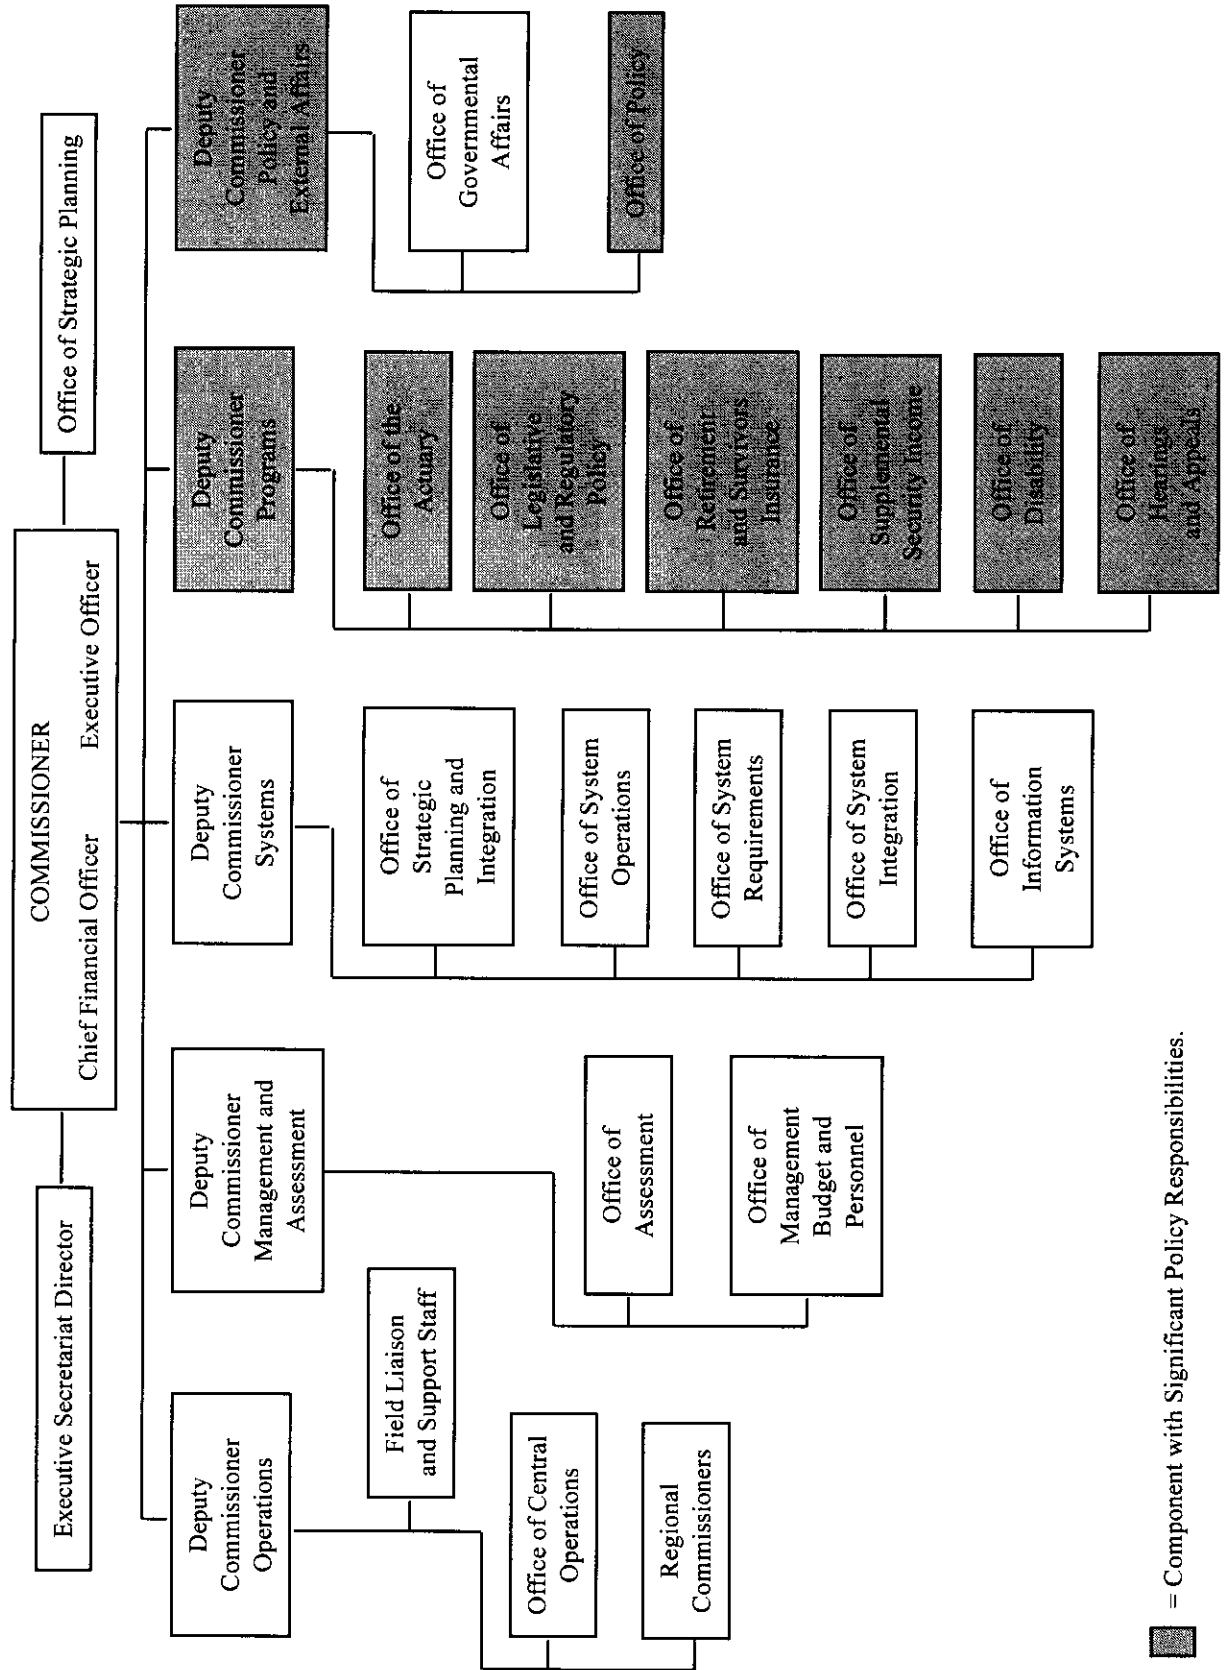 COMMISSIONER
Chief Financial Officer Executive Officer
Executive Secretariat Director
Office of Strategic Planning
Deputy
Commissioner
Operations
Field Liaison
and Support Staff
Office of Central
Operations
Regional
Commissioners
Deputy
Commissioner
Management and
Assessment
Office of
Assessment
Office of
Management
Budget and
Personnel
Deputy
Commissioner
Systems
Office of
Strategic
Planning and
Integration
Office of System
Operations
Office of System
Requirements
Office of System
Integration
Office of
Information
Systems
Deputy
Commissioner
Programs
Office of the
Actuary
Office of
Legislative
and Regulatory
Policy
Office of
Retirement
and Survivors
Insurance
Office of
Supplemental
Security Income
Office of
Disability
Office of
Hearings
and Appeals
Deputy
Commissioner
Policy and
External Affairs
Office of
Governmental
Affairs
Office of Policy
= Component with Significant Policy Responsibilities.